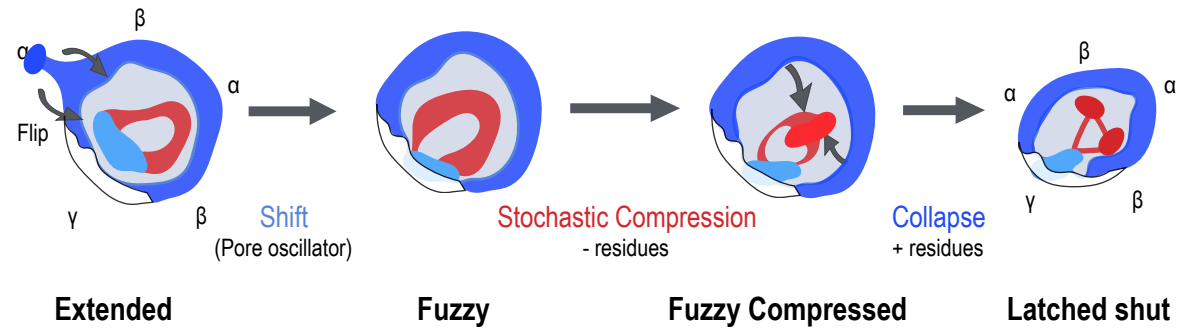 β
α
α
Flip
γ
β
Shift
(Pore oscillator)
Stochastic Compression
- residues
Collapse
+ residues
β
α
α
γ
β
Extended
Fuzzy
Fuzzy Compressed
Latched shut